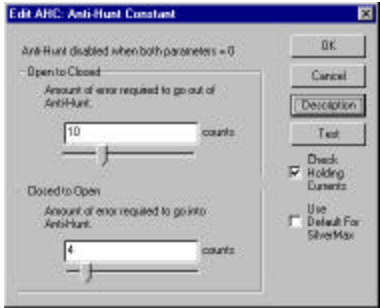 Edit AHC: Anti-Hunt Constant
Anti-Hunt disabled when both parameters = 0
Open to Closed
Amount of error required to go out of
Anti-Hunt.
10
counts
Closed to Open
Amount of error required to go into
Anti-Hunt.
4
counts
OK
Cancel
Description
Test
Check
Holding
Currents
Use
Default For
SilverMax